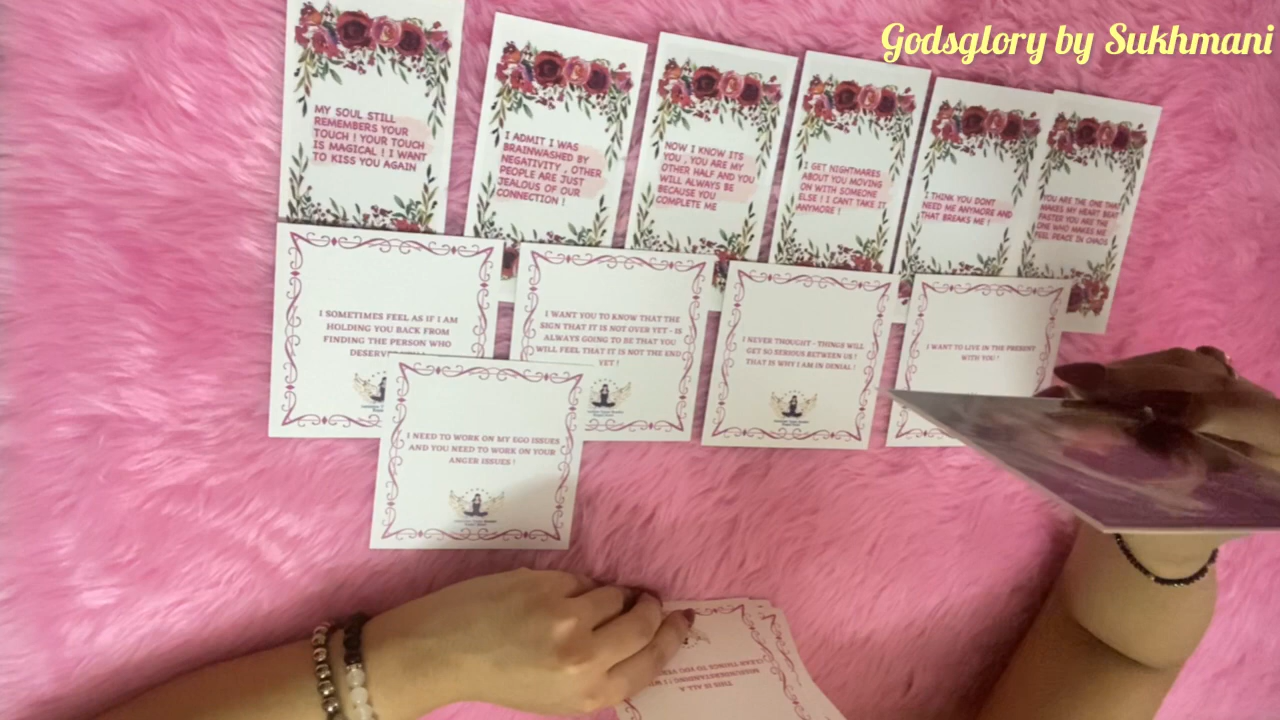 Godsglory by Sukhmani
MY SOUL STILL
REMEMBERS YOUR
TOUCH ! YOUR TOUCH
IS MAGICAL ! I WANT
TO KISS YOU AGAIN
I ADMIT I WAS
BRAINWASHED BY
NEGATIVITY , OTHER
PEOPLE ARE JUST
JEALOUS OF OUR
CONNECTION !
NOW I KNOW ITS
YOU , YOU ARE MY
OTHER HALF AND YOU
WILL ALWAYS BE
BECAUSE YOU
COMPLETE ME
I GET NIGHTMARES
ABOUT YOU MOVING
ON WITH SOMEONE
ELSE ! I CANT TAKE IT
ANYMORE !
I THINK YOU DONT
NEED ME ANYMORE AND
THAT BREAKS ME !
YOU ARE THE ONE THAT
MAKES MY HEART BEAT
FASTER YOU ARE THE
ONE WHO MAKES ME
FEEL PEACE IN CHAOS
I SOMETIMES FEEL AS IF I AM
HOLDING YOU BACK FROM
FINDING THE PERSON WHO
I WANT YOU TO KNOW THAT THE
SIGN THAT IT IS NOT OVER YET - IS
ALWAYS GOING TO BE THAT YOU
WILL FEEL THAT IT IS NOT THE END
YET !
I NEVER THOUGHT - THINGS WILL
GET SO SERIOUS BETWEEN US !
THAT IS WHY I AM IN DENIAL !
I WANT TO LIVE IN THE PRESENT
WITH YOU !
I NEED TO WORK ON MY EGO ISSUES
AND YOU NEED TO WORK ON YOUR
ANGER ISSUES !
THIS IS ALL A
MISUNDERSTANDING ! I
CLEAR THINGS TO YOU